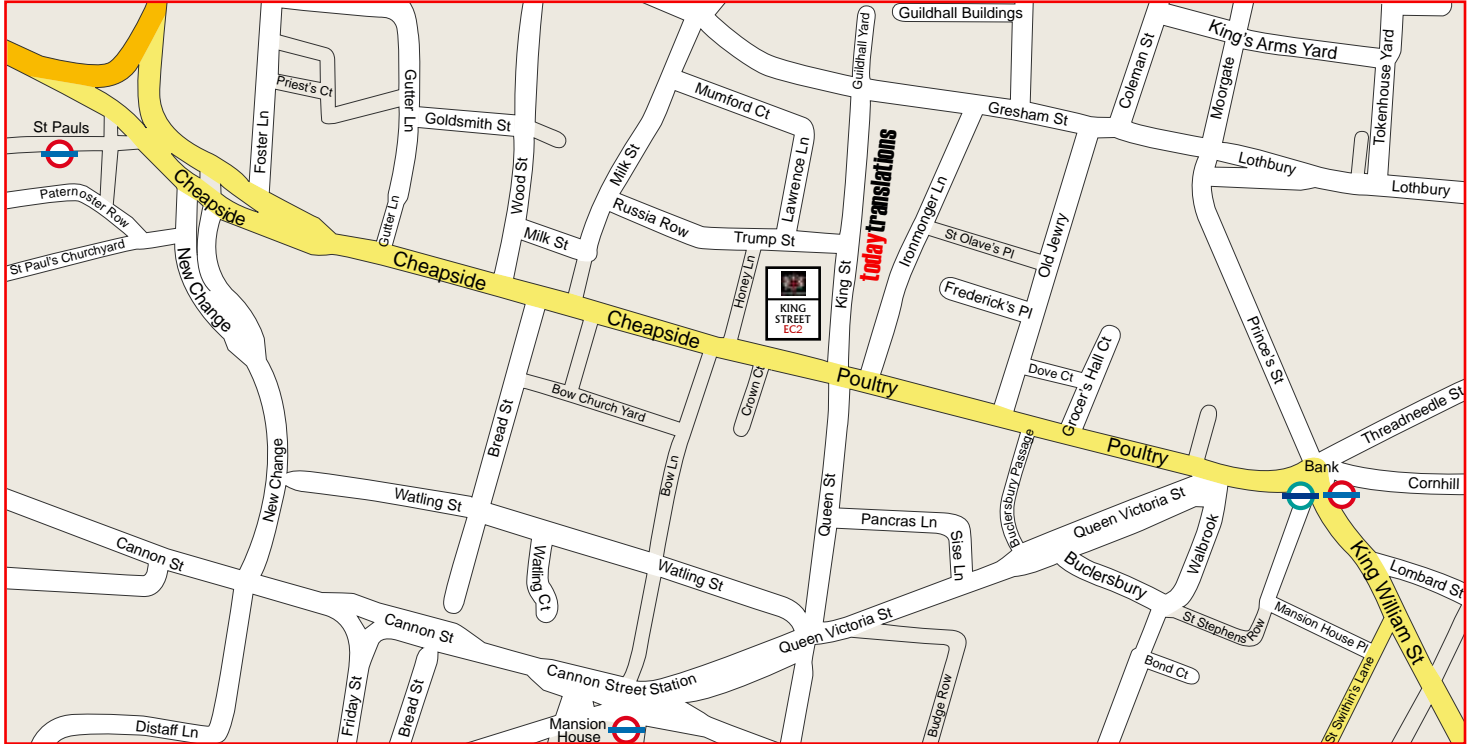 Guildhall Buildings
King's Arms Yard
Guildhall Yard
Coleman St
Moorgate
Tokenhouse Yard
Priest's Ct
Gutter Ln
Mumford Ct
Gresham St
Goldsmith St
St Pauls
Foster Ln
Milk St
Lawrence Ln
todaytranslations
Lothbury
Lothbury
Wood St
Cheapside
Paternoster Row
Gutter Ln
Russia Row
Trump St
Milk St
Ironmonger Ln
St Olave's Pl
Old Jewry
St Paul's Churchyard
New Change
Cheapside
Honey Ln
KING
STREET
EC2
King St
Frederick's Pl
Cheapside
Prince's St
Poultry
Crown Ct
Dove Ct
Grocer's Hall Ct
Bow Church Yard
Bread St
Threadneedle St
Poultry
Bank
Cornhill
New Change
Bow Ln
Buclersbury Passage
Watling St
Queen St
Pancras Ln
Sise Ln
Queen Victoria St
Walbrook
Cannon St
Watling Ct
Watling St
Buclersbury
King William St
Lombard St
Mansion House Pl
St Stephens Row
Cannon St
Queen Victoria St
Bond Ct
St Swithin's Lane
Cannon Street Station
Friday St
Bread St
Budge Row
Distaff Ln
Mansion
House